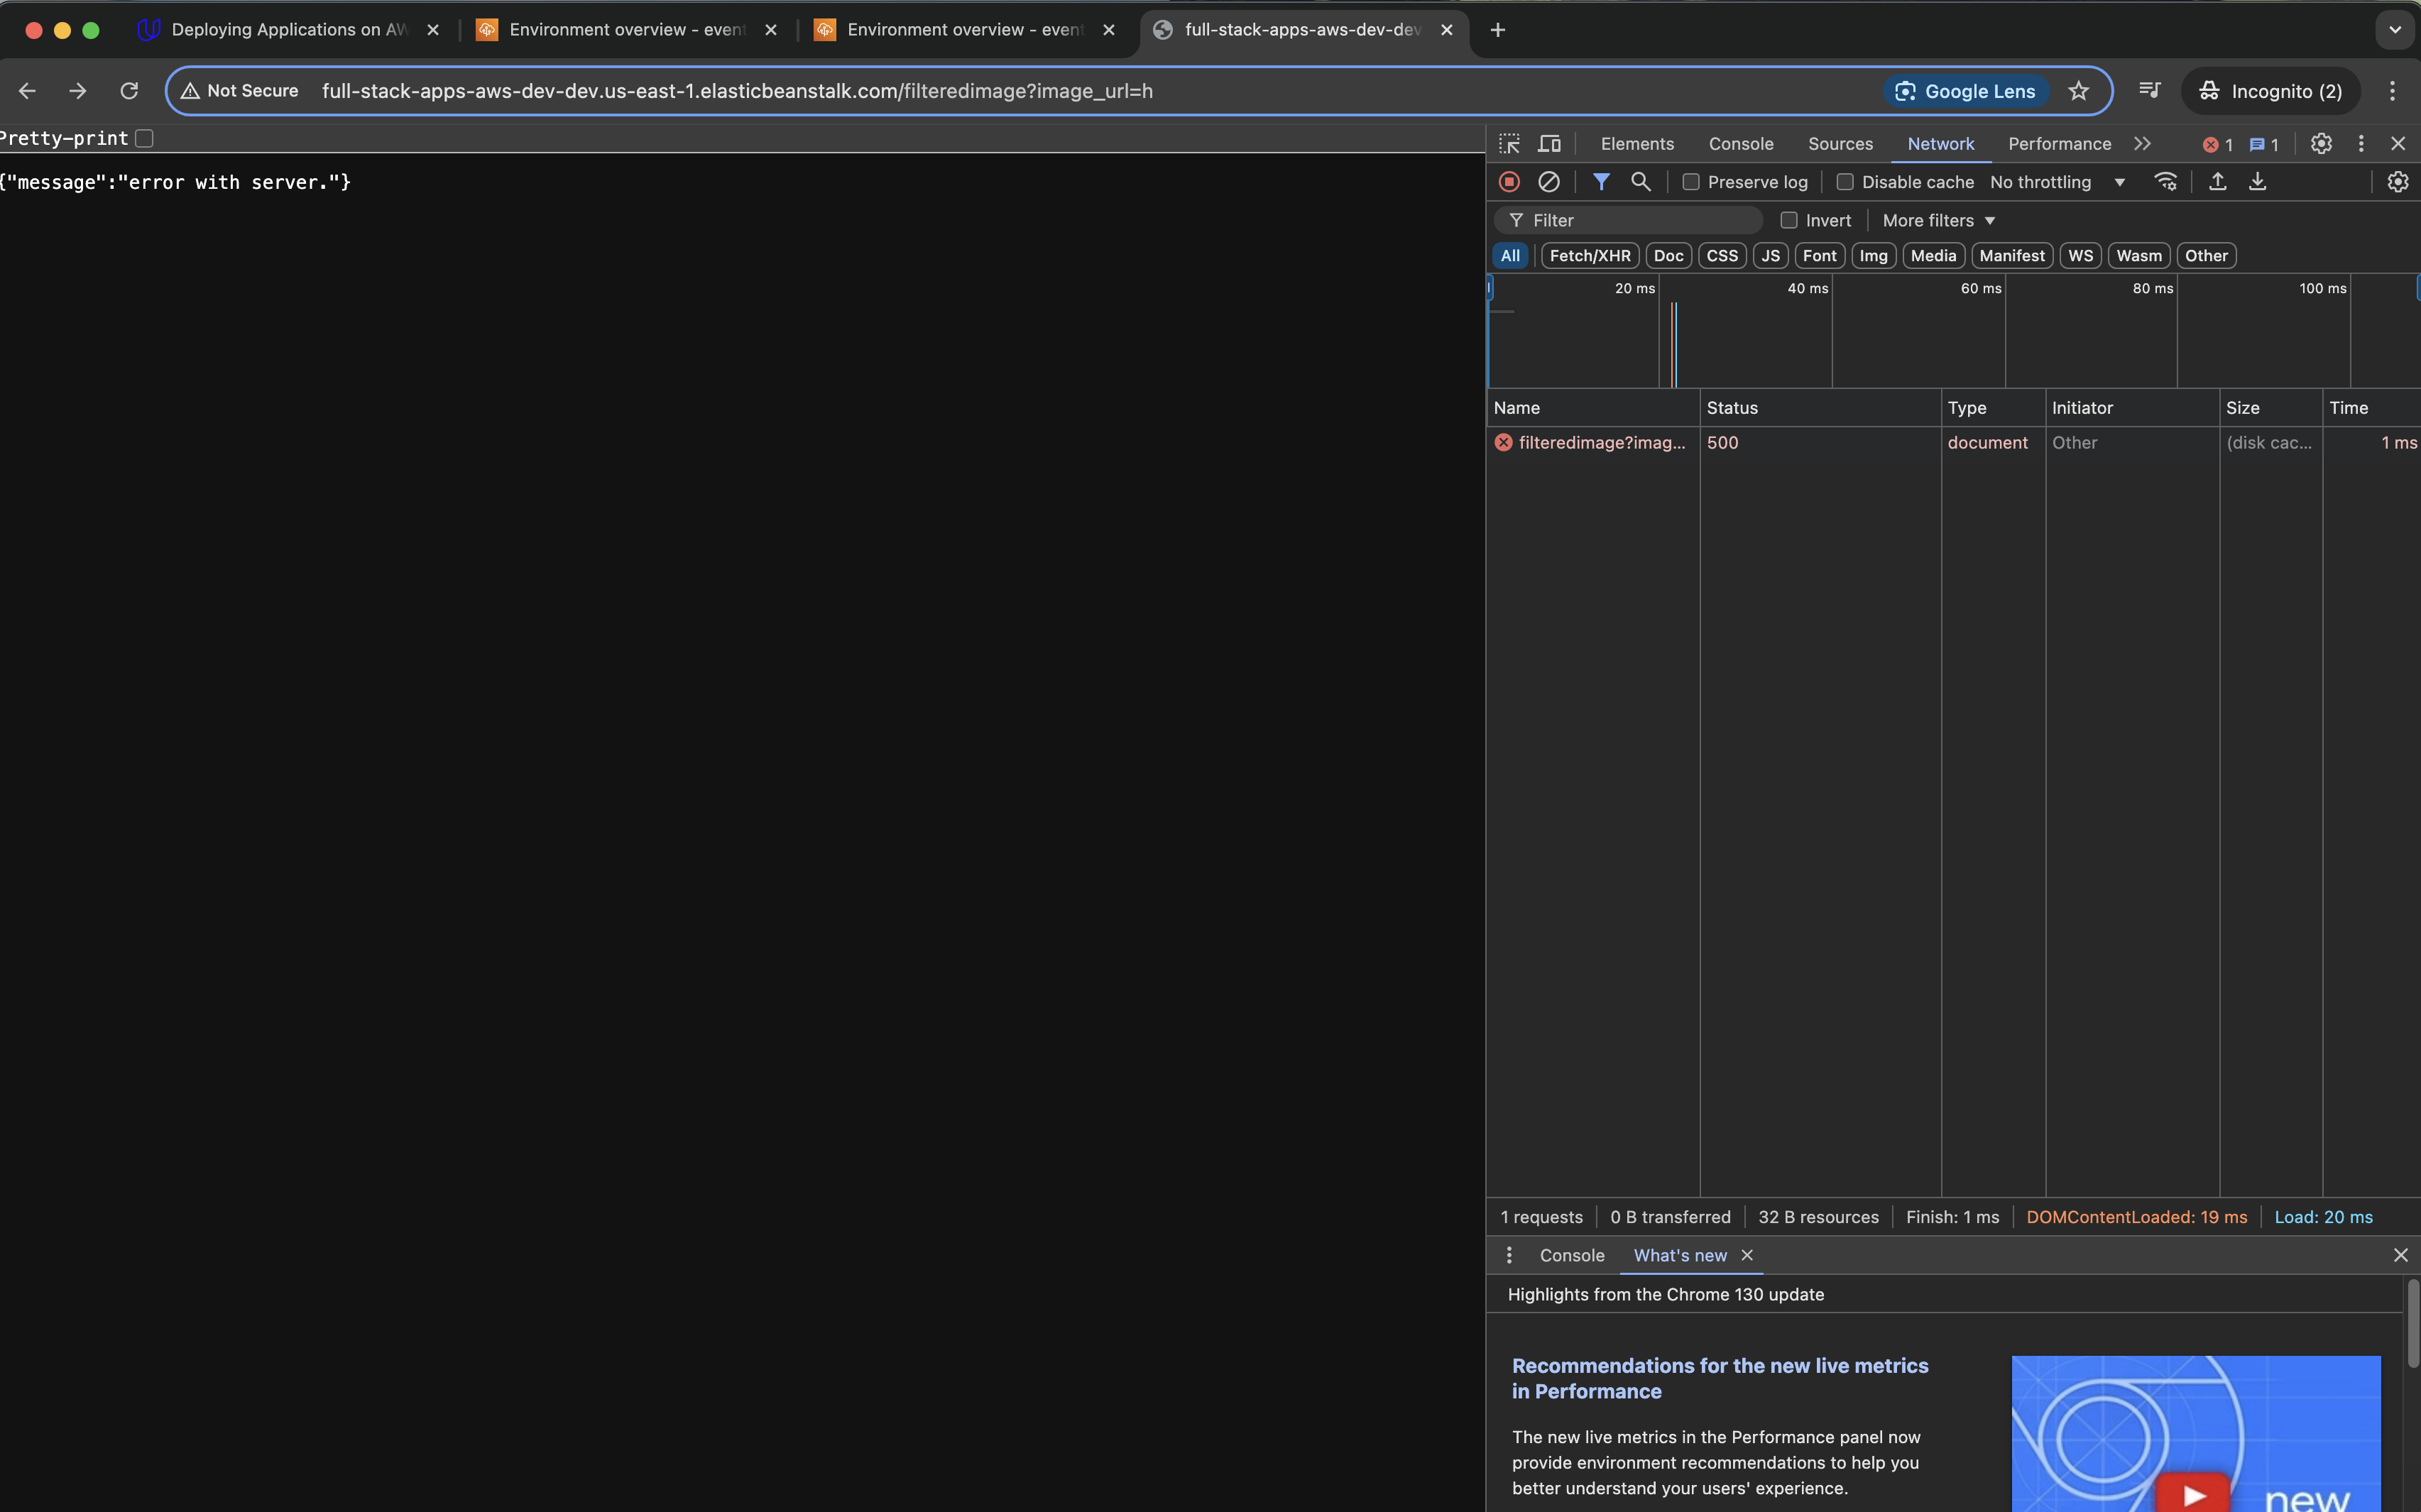 Deploying Applications on AW
Environment overview - event
Environment overview - event
full-stack-apps-aws-dev-dev
Not Secure
full-stack-apps-aws-dev-dev.us-east-1.elasticbeanstalk.com/filteredimage?image_url=h
Google Lens
Incognito (2)
Pretty-print
{"message":"error with server."}
Elements Console Sources Network Performance 1 1
Preserve log Disable cache No throttling
Filter Invert More filters
All Fetch/XHR Doc CSS JS Font Img Media Manifest WS Wasm Other
20 ms 40 ms 60 ms 80 ms 100 ms
Name Status Type Initiator Size Time
filteredimage?imag... 500 document Other (disk cac... 1 ms
1 requests 0 B transferred 32 B resources Finish: 1 ms DOMContentLoaded: 19 ms Load: 20 ms
Console What's new
Highlights from the Chrome 130 update
Recommendations for the new live metrics
in Performance
The new live metrics in the Performance panel now
provide environment recommendations to help you
better understand your users' experience.
new